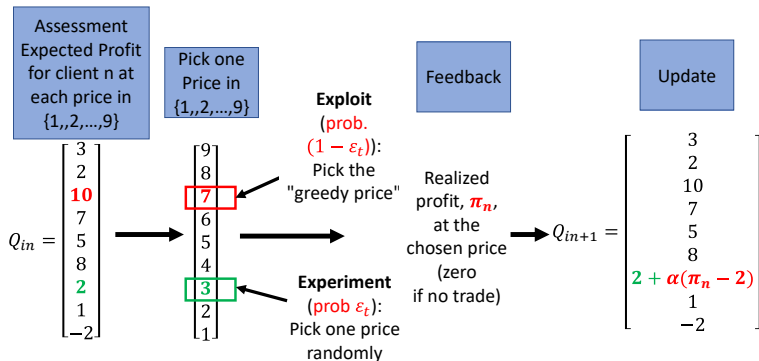 Assessment
Expected Profit
for client n at
each price in
{1,,2,…,9}
Pick one
Price in
{1,,2,…,9}
Feedback
Update
Q_{in} =
3
2
10
7
5
8
2
1
−2
9
8
7
6
5
4
3
2
1
Exploit
(prob.
(1 − ε_t)):
Pick the
"greedy price"
Experiment
(prob ε_t):
Pick one price
randomly
Realized
profit, π_n,
at the
chosen price
(zero
if no trade)
Q_{in+1} =
3
2
10
7
5
8
2 + α(π_n − 2)
1
−2